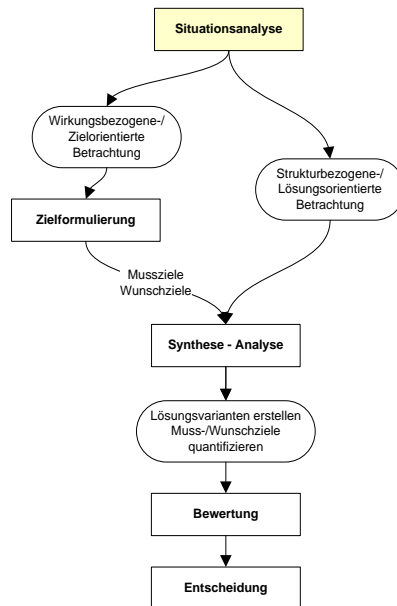 Situationsanalyse
Wirkungsbezogene-/
Zielorientierte
Betrachtung
Strukturbezogene-/
Lösungsorientierte
Betrachtung
Zielformulierung
Mussziele
Wunschziele
Synthese - Analyse
Lösungsvarianten erstellen
Muss-/Wunschziele
quantifizieren
Bewertung
Entscheidung